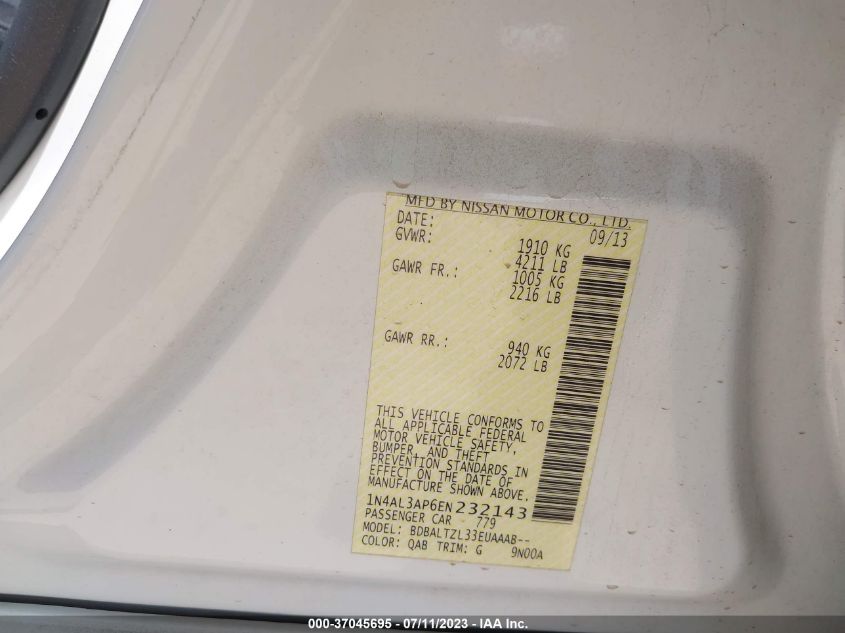 MFD BY NISSAN MOTOR CO., LTD.
DATE: 09/13
GVWR: 1910 KG
4211 LB
GAWR FR.: 1005 KG
2216 LB
GAWR RR.: 940 KG
2072 LB
THIS VEHICLE CONFORMS TO
ALL APPLICABLE FEDERAL
MOTOR VEHICLE SAFETY,
BUMPER, AND THEFT
PREVENTION STANDARDS IN
EFFECT ON THE DATE OF
MANUFACTURE SHOWN ABOVE.
1N4AL3AP6EN232143
PASSENGER CAR 779
MODEL: BDBALTZL33EUAAAB--
COLOR: QAB TRIM: G 9N00A
000-37045695 - 07/11/2023 - IAA Inc.